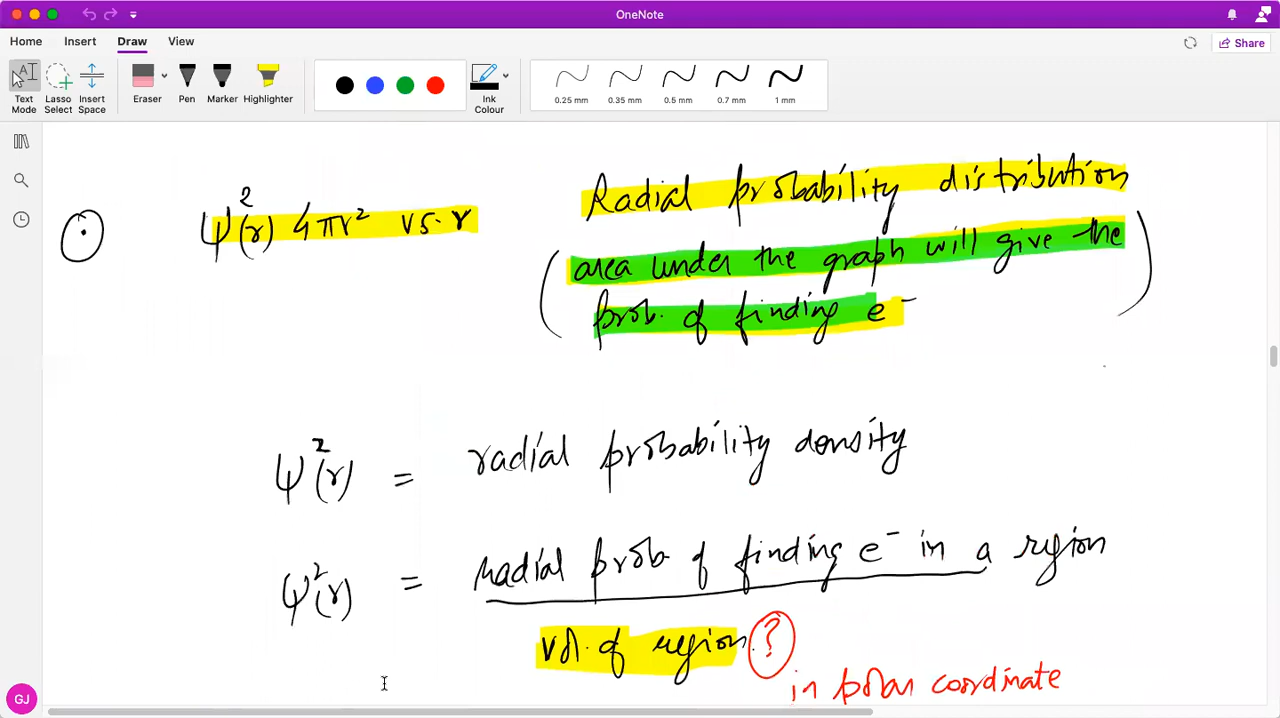 OneNote
Home Insert Draw View
Share
Text Mode
Lasso Select
Insert Space
Eraser
Pen
Marker
Highlighter
Ink Colour
0.25 mm
0.35 mm
0.5 mm
0.7 mm
1 mm
ψ²(r) 4πr² vs. r
Radial probability distribution
(area under the graph will give the
prob. of finding e⁻)
ψ²(r) = radial probability density
ψ²(r) = radial prob of finding e⁻ in a region
vol. of region. ?
in polar coordinate
GJ